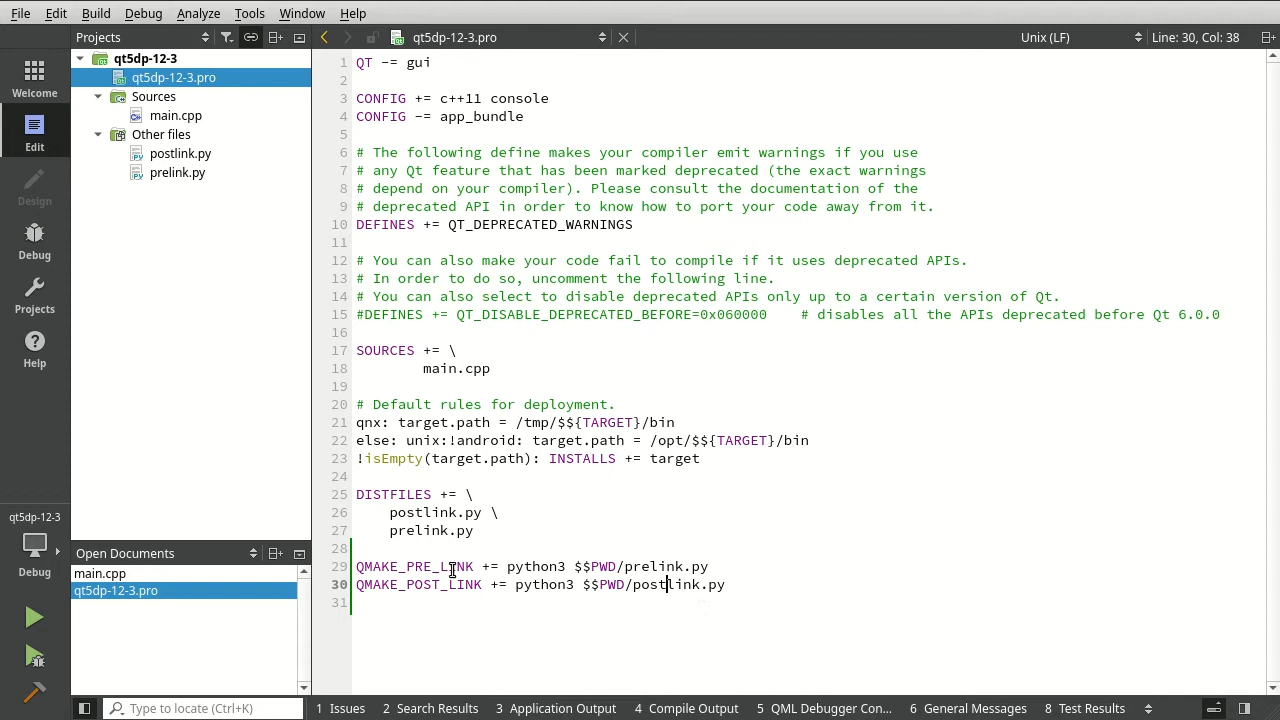 File Edit Build Debug Analyze Tools Window Help
Projects
qt5dp-12-3.pro
Unix (LF)
Line: 30, Col: 38
Welcome
Edit
Design
Debug
Projects
Help
qt5dp-12-3
Debug
qt5dp-12-3
qt5dp-12-3.pro
Sources
main.cpp
Other files
postlink.py
prelink.py
Open Documents
main.cpp
qt5dp-12-3.pro
1 QT -= gui
2
3 CONFIG += c++11 console
4 CONFIG -= app_bundle
5
6 # The following define makes your compiler emit warnings if you use
7 # any Qt feature that has been marked deprecated (the exact warnings
8 # depend on your compiler). Please consult the documentation of the
9 # deprecated API in order to know how to port your code away from it.
10 DEFINES += QT_DEPRECATED_WARNINGS
11
12 # You can also make your code fail to compile if it uses deprecated APIs.
13 # In order to do so, uncomment the following line.
14 # You can also select to disable deprecated APIs only up to a certain version of Qt.
15 #DEFINES += QT_DISABLE_DEPRECATED_BEFORE=0x060000    # disables all the APIs deprecated before Qt 6.0.0
16
17 SOURCES += \
18         main.cpp
19
20 # Default rules for deployment.
21 qnx: target.path = /tmp/$${TARGET}/bin
22 else: unix:!android: target.path = /opt/$${TARGET}/bin
23 !isEmpty(target.path): INSTALLS += target
24
25 DISTFILES += \
26     postlink.py \
27     prelink.py
28
29 QMAKE_PRE_LINK += python3 $$PWD/prelink.py
30 QMAKE_POST_LINK += python3 $$PWD/postlink.py
31
Type to locate (Ctrl+K)
1 Issues 2 Search Results 3 Application Output 4 Compile Output 5 QML Debugger Con... 6 General Messages 8 Test Results